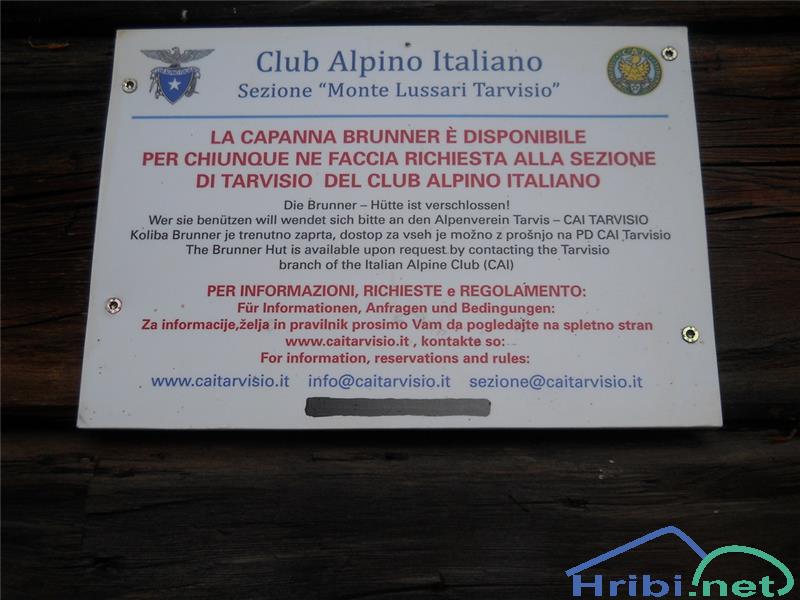 Club Alpino Italiano
Sezione "Monte Lussari Tarvisio"
LA CAPANNA BRUNNER È DISPONIBILE
PER CHIUNQUE NE FACCIA RICHIESTA ALLA SEZIONE
DI TARVISIO DEL CLUB ALPINO ITALIANO
Die Brunner – Hütte ist verschlossen!
Wer sie benützen will wendet sich bitte an den Alpenverein Tarvis – CAI TARVISIO
Koliba Brunner je trenutno zaprta, dostop za vseh je možno z prošnjo na PD CAI Tarvisio
The Brunner Hut is available upon request by contacting the Tarvisio
branch of the Italian Alpine Club (CAI)
PER INFORMAZIONI, RICHIESTE e REGOLAMENTO:
Für Informationen, Anfragen und Bedingungen:
Za informacije,želja in pravilnik prosimo Vam da pogledajte na spletno stran
www.caitarvisio.it , kontakte so:
For information, reservations and rules:
www.caitarvisio.it info@caitarvisio.it sezione@caitarvisio.it
Hribi.net